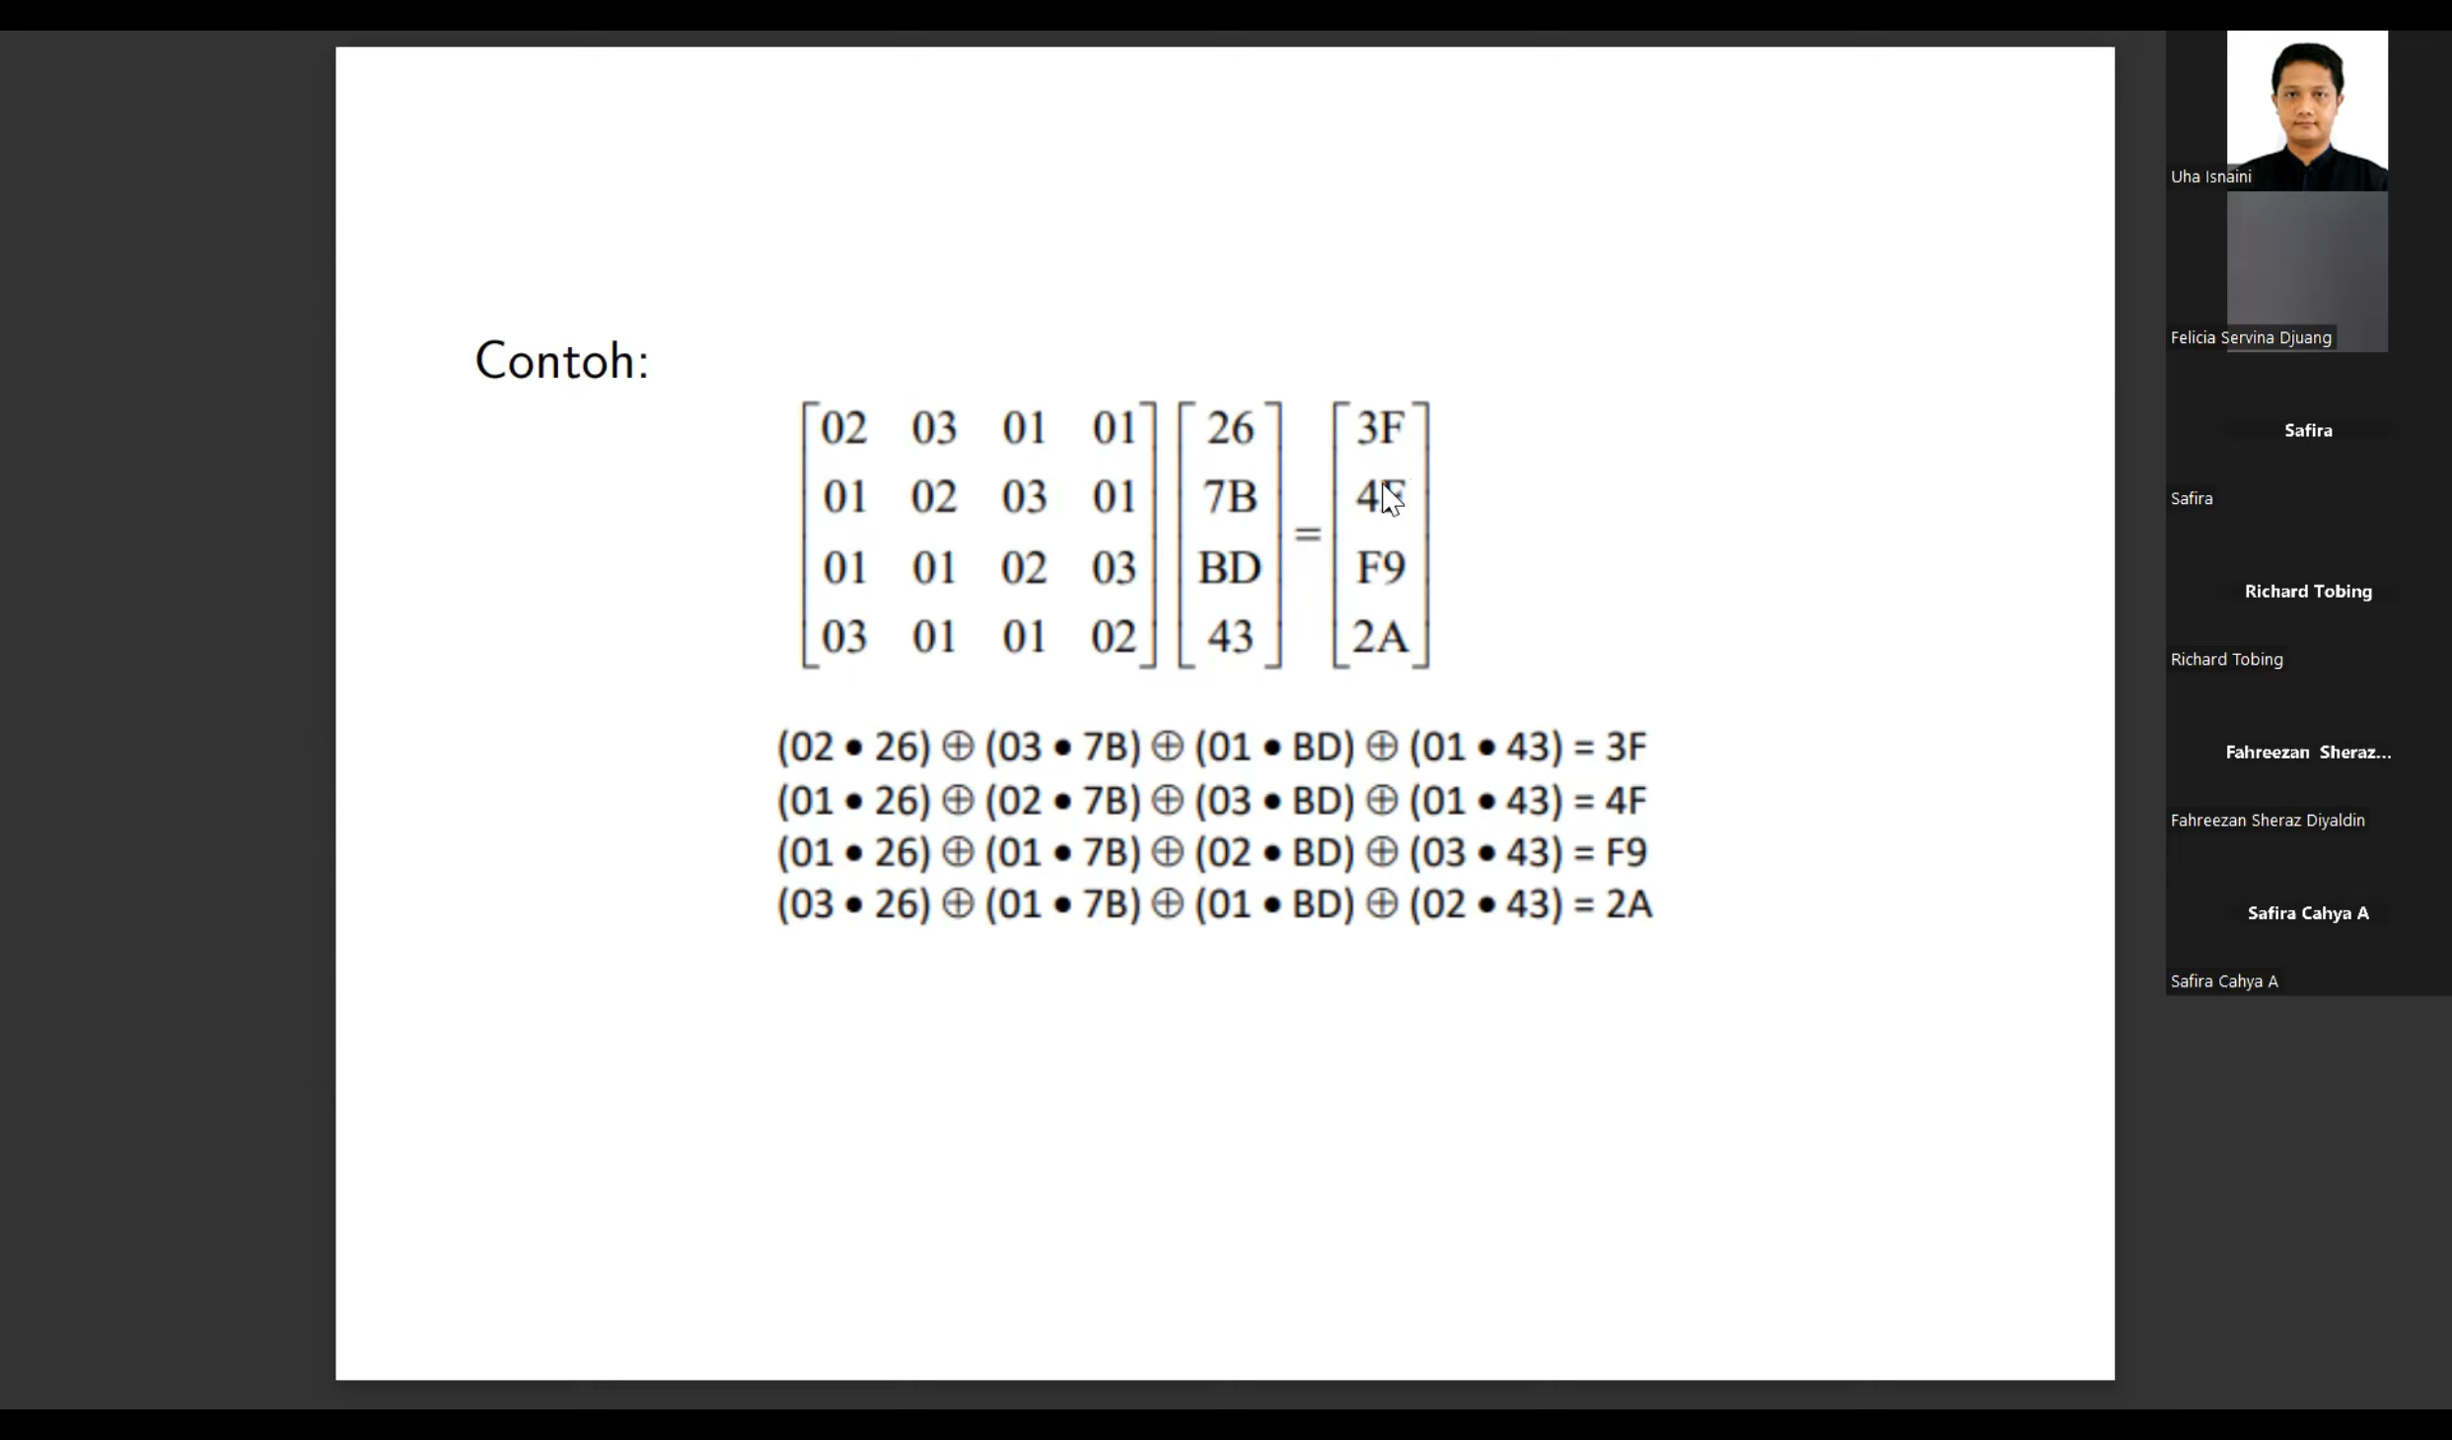 Contoh:
02 03 01 01 26 3F
01 02 03 01 7B 4F
=
01 01 02 03 BD F9
03 01 01 02 43 2A
(02 • 26) ⊕ (03 • 7B) ⊕ (01 • BD) ⊕ (01 • 43) = 3F
(01 • 26) ⊕ (02 • 7B) ⊕ (03 • BD) ⊕ (01 • 43) = 4F
(01 • 26) ⊕ (01 • 7B) ⊕ (02 • BD) ⊕ (03 • 43) = F9
(03 • 26) ⊕ (01 • 7B) ⊕ (01 • BD) ⊕ (02 • 43) = 2A
Uha Isnaini
Felicia Servina Djuang
Safira
Safira
Richard Tobing
Richard Tobing
Fahreezan Sheraz...
Fahreezan Sheraz Diyaldin
Safira Cahya A
Safira Cahya A